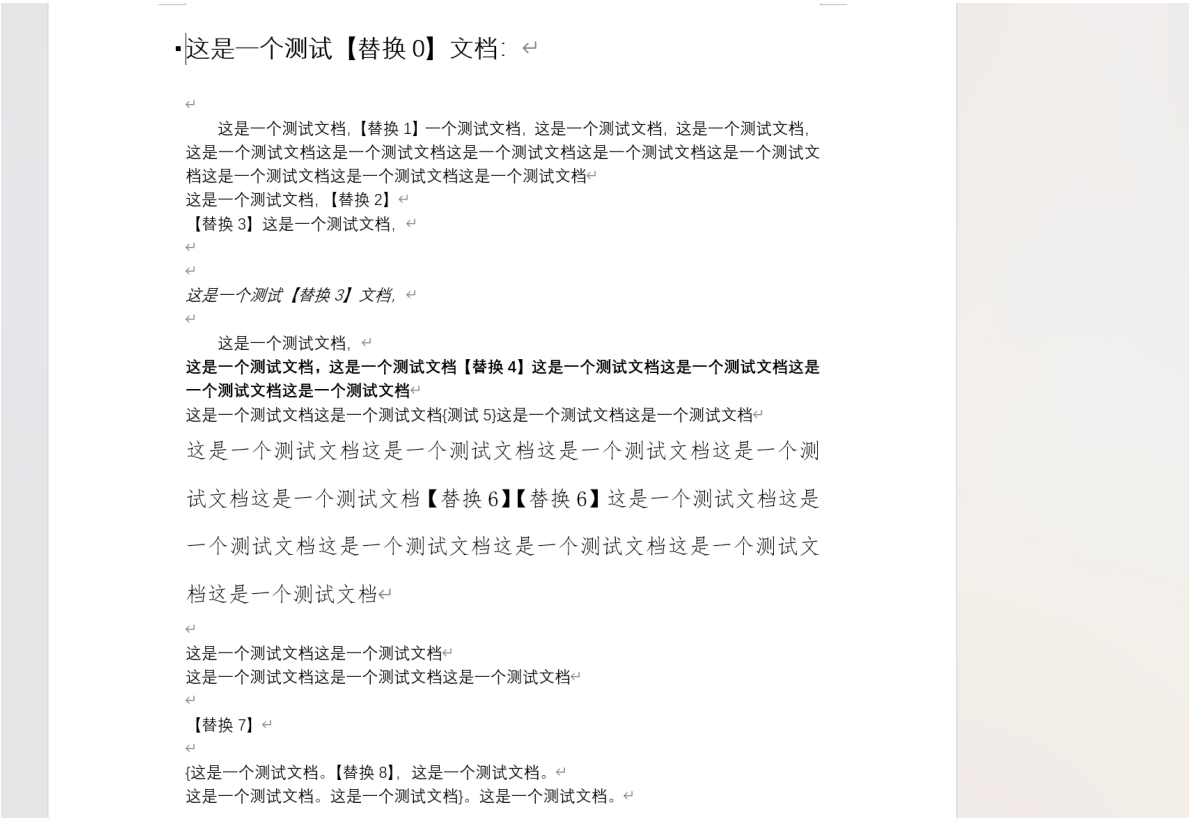 这是一个测试【替换 0】文档：
这是一个测试文档,【替换 1】一个测试文档，这是一个测试文档，这是一个测试文档，
这是一个测试文档这是一个测试文档这是一个测试文档这是一个测试文档这是一个测试文
档这是一个测试文档这是一个测试文档这是一个测试文档
这是一个测试文档,【替换 2】
【替换 3】这是一个测试文档，
这是一个测试【替换 3】文档，
这是一个测试文档，
这是一个测试文档，这是一个测试文档【替换 4】这是一个测试文档这是一个测试文档这是
一个测试文档这是一个测试文档
这是一个测试文档这是一个测试文档{测试 5}这是一个测试文档这是一个测试文档
这是一个测试文档这是一个测试文档这是一个测试文档这是一个测
试文档这是一个测试文档【替换 6】【替换 6】这是一个测试文档这是
一个测试文档这是一个测试文档这是一个测试文档这是一个测试文
档这是一个测试文档
这是一个测试文档这是一个测试文档
这是一个测试文档这是一个测试文档这是一个测试文档
【替换 7】
{这是一个测试文档。【替换 8】，这是一个测试文档。
这是一个测试文档。这是一个测试文档}。这是一个测试文档。